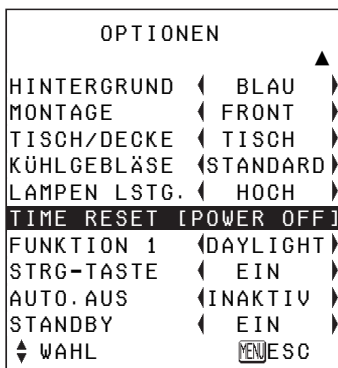 OPTIONEN
▲
HINTERGRUND ⟨ BLAU ⟩
MONTAGE ⟨ FRONT ⟩
TISCH/DECKE ⟨ TISCH ⟩
KÜHLGEBLÄSE ⟨STANDARD⟩
LAMPEN LSTG. ⟨ HOCH ⟩
TIME RESET [POWER OFF]
FUNKTION 1 ⟨DAYLIGHT⟩
STRG-TASTE ⟨ EIN ⟩
AUTO.AUS ⟨INAKTIV ⟩
STANDBY ⟨ EIN ⟩
▲▼ WAHL MENU ESC